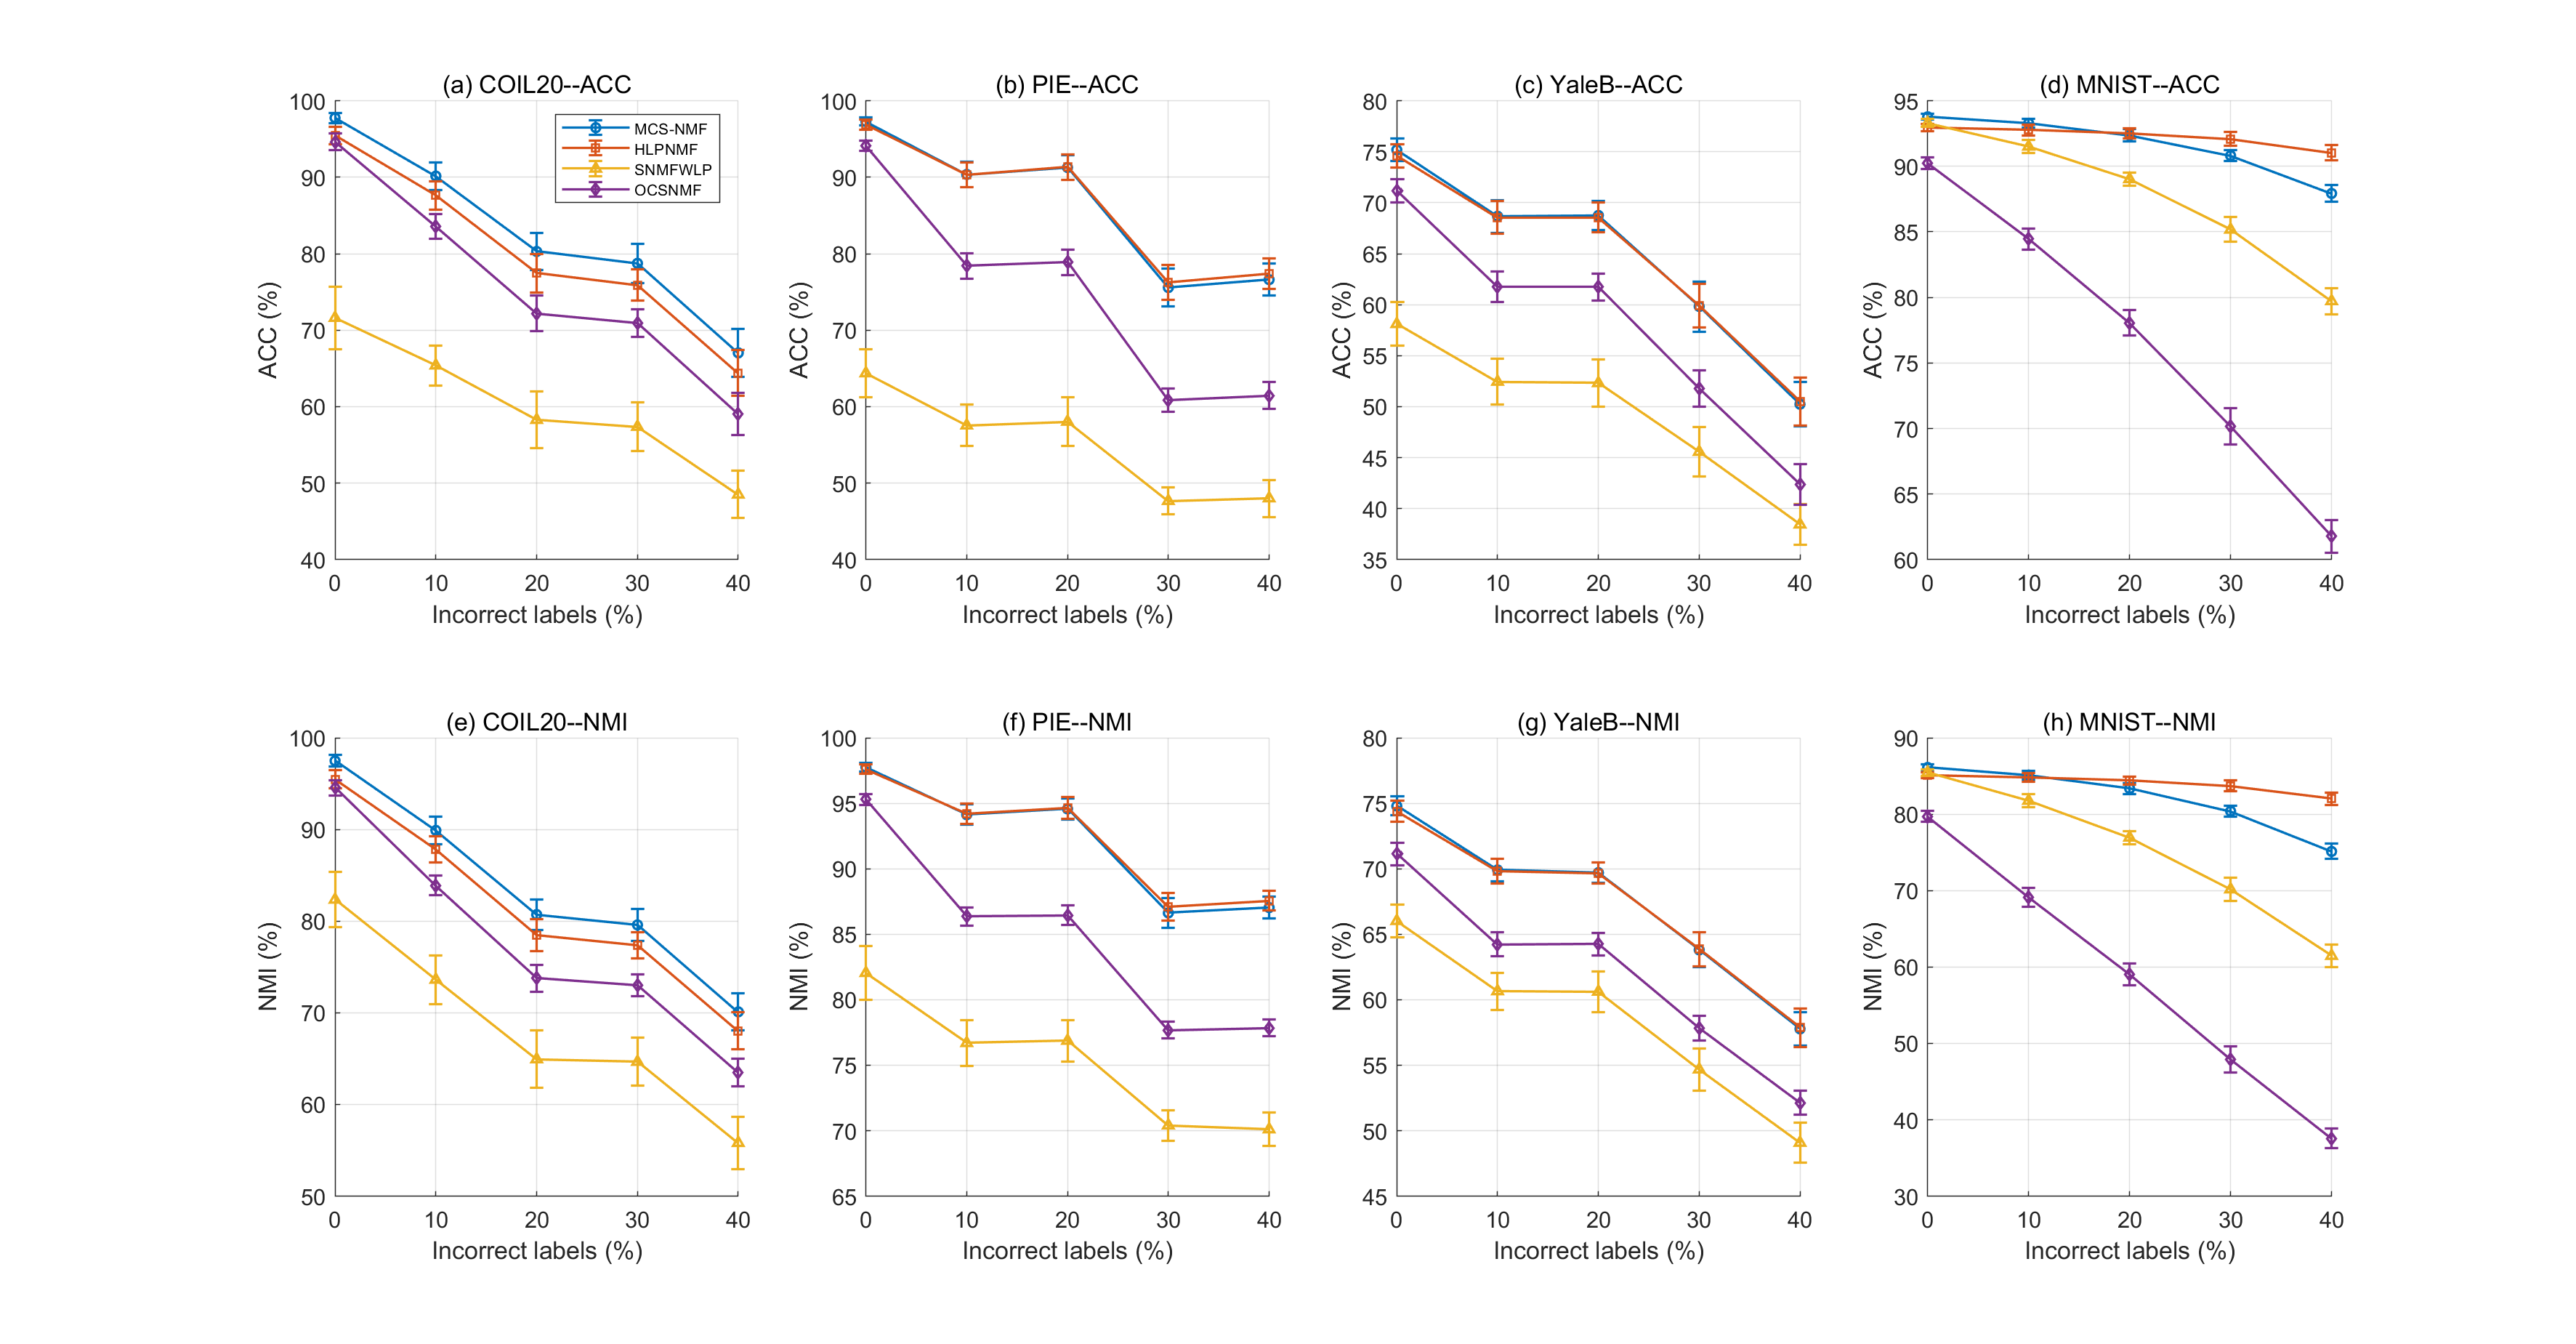 (a) COIL20--ACC
100
90
80
70
60
50
40
ACC (%)
0 10 20 30 40
Incorrect labels (%)
MCS-NMF
HLPNMF
SNMFWLP
OCSNMF
(b) PIE--ACC
100
90
80
70
60
50
40
ACC (%)
0 10 20 30 40
Incorrect labels (%)
(c) YaleB--ACC
80
75
70
65
60
55
50
45
40
35
ACC (%)
0 10 20 30 40
Incorrect labels (%)
(d) MNIST--ACC
95
90
85
80
75
70
65
60
ACC (%)
0 10 20 30 40
Incorrect labels (%)
(e) COIL20--NMI
100
90
80
70
60
50
NMI (%)
0 10 20 30 40
Incorrect labels (%)
(f) PIE--NMI
100
95
90
85
80
75
70
65
NMI (%)
0 10 20 30 40
Incorrect labels (%)
(g) YaleB--NMI
80
75
70
65
60
55
50
45
NMI (%)
0 10 20 30 40
Incorrect labels (%)
(h) MNIST--NMI
90
80
70
60
50
40
30
NMI (%)
0 10 20 30 40
Incorrect labels (%)